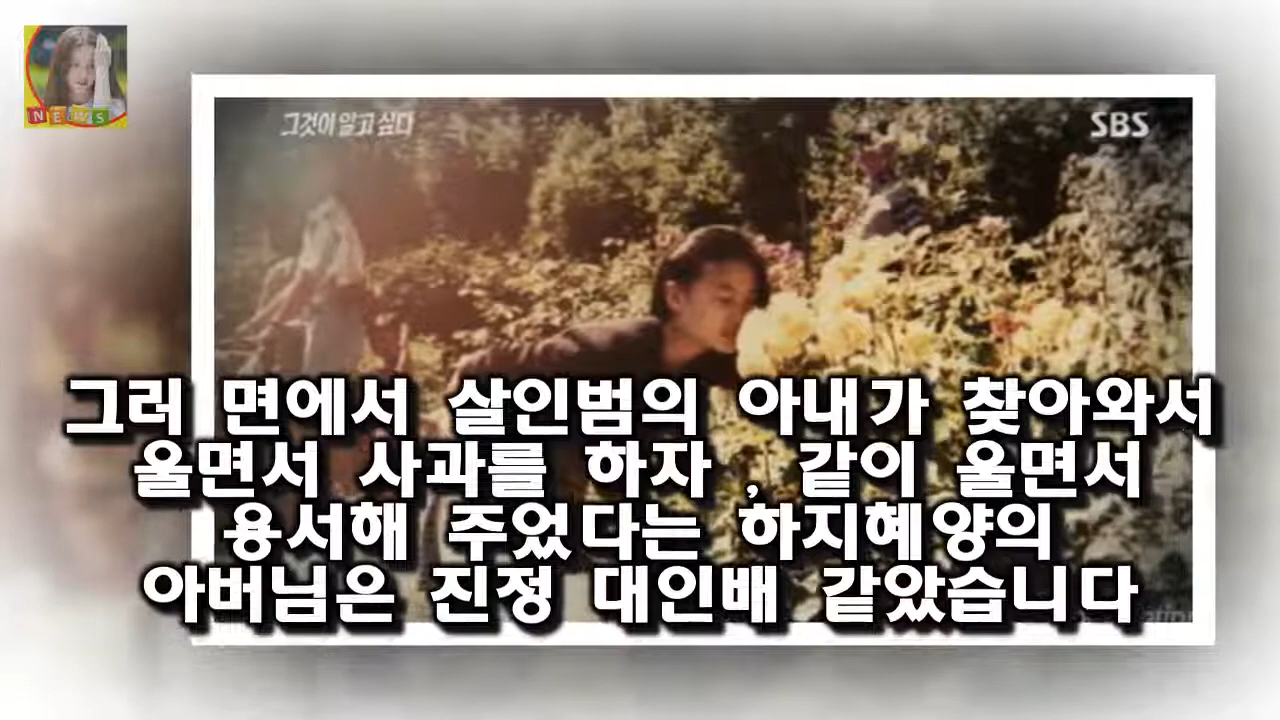 NEWS
그것이 알고 싶다
SBS
그러 면에서 살인범의 아내가 찾아와서
울면서 사과를 하자 , 같이 울면서
용서해 주었다는 하지혜양의
아버님은 진정 대인배 같았습니다